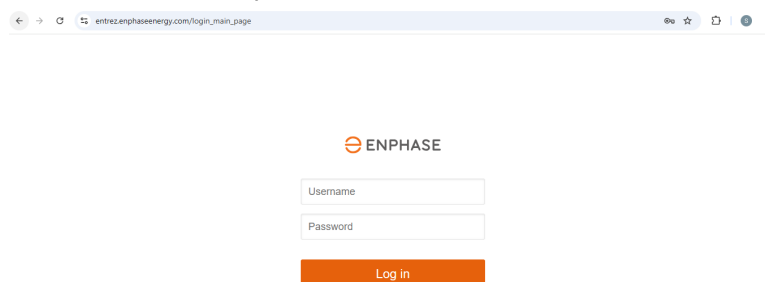 entrez.enphaseenergy.com/login_main_page
S
ENPHASE
Username
Password
Log in